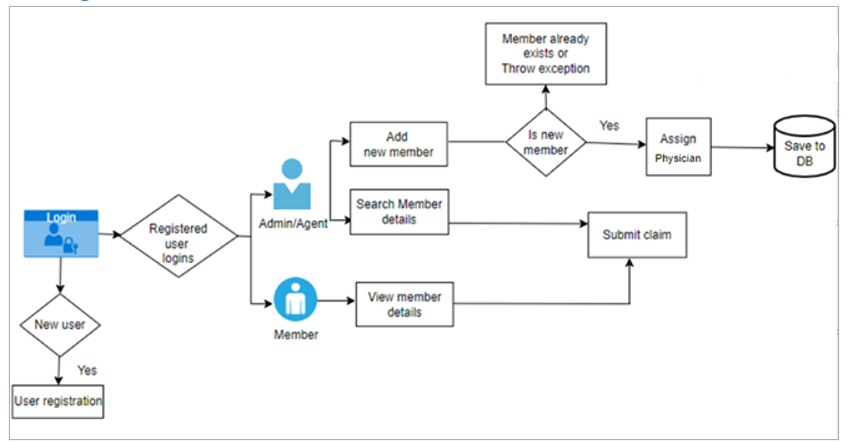 Member already
exists or
Throw exception
Add
new member
Is new
member
Yes
Assign
Physician
Save to
DB
Login
Registered
user
logins
Admin/Agent
Search Member
details
Submit claim
View member
details
Member
New user
Yes
User registration